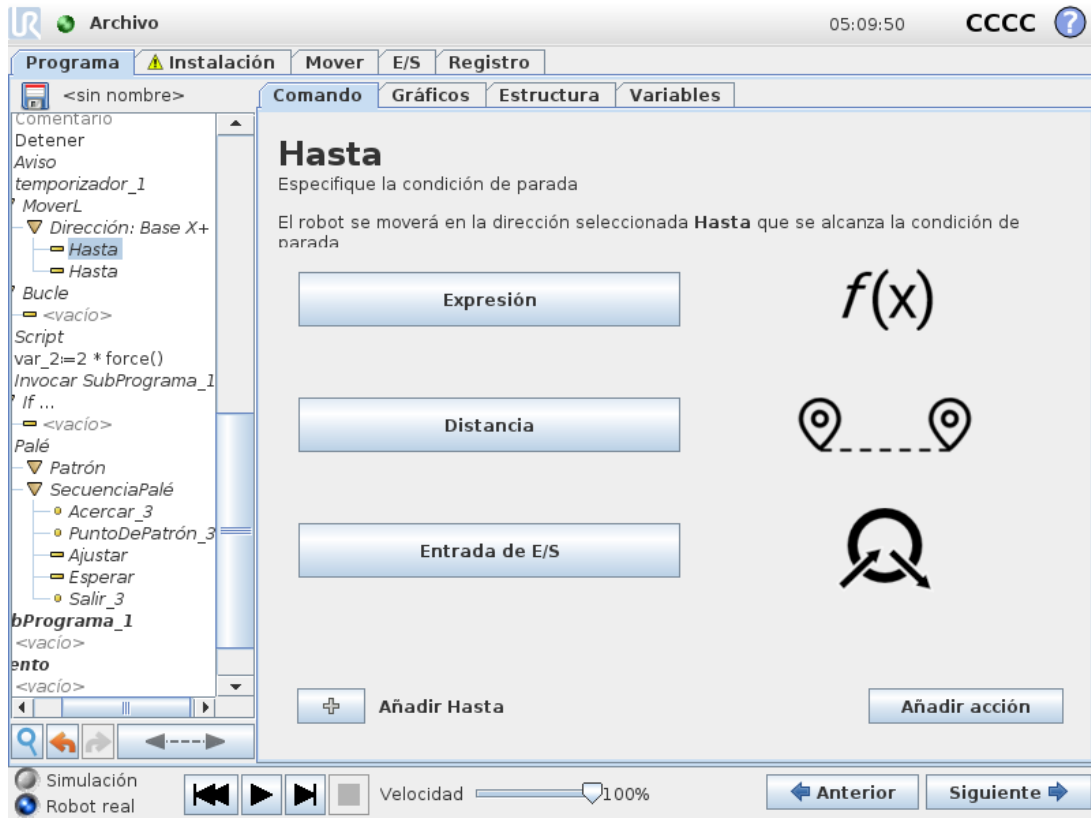 Archivo
05:09:50
CCCC
?
Programa
Instalación
Mover
E/S
Registro
<sin nombre>
Comando
Gráficos
Estructura
Variables
Comentario
Detener
Aviso
temporizador_1
MoverL
Dirección: Base X+
Hasta
Hasta
Bucle
<vacío>
Script
var_2:=2 * force()
Invocar SubPrograma_1
If ...
<vacío>
Palé
Patrón
SecuenciaPalé
Acercar_3
PuntoDePatrón_3
Ajustar
Esperar
Salir_3
bPrograma_1
<vacío>
ento
<vacío>
Hasta
Especifique la condición de parada
El robot se moverá en la dirección seleccionada Hasta que se alcanza la condición de
parada
Expresión
f(x)
Distancia
Entrada de E/S
Añadir Hasta
Añadir acción
Simulación
Robot real
Velocidad
100%
Anterior
Siguiente